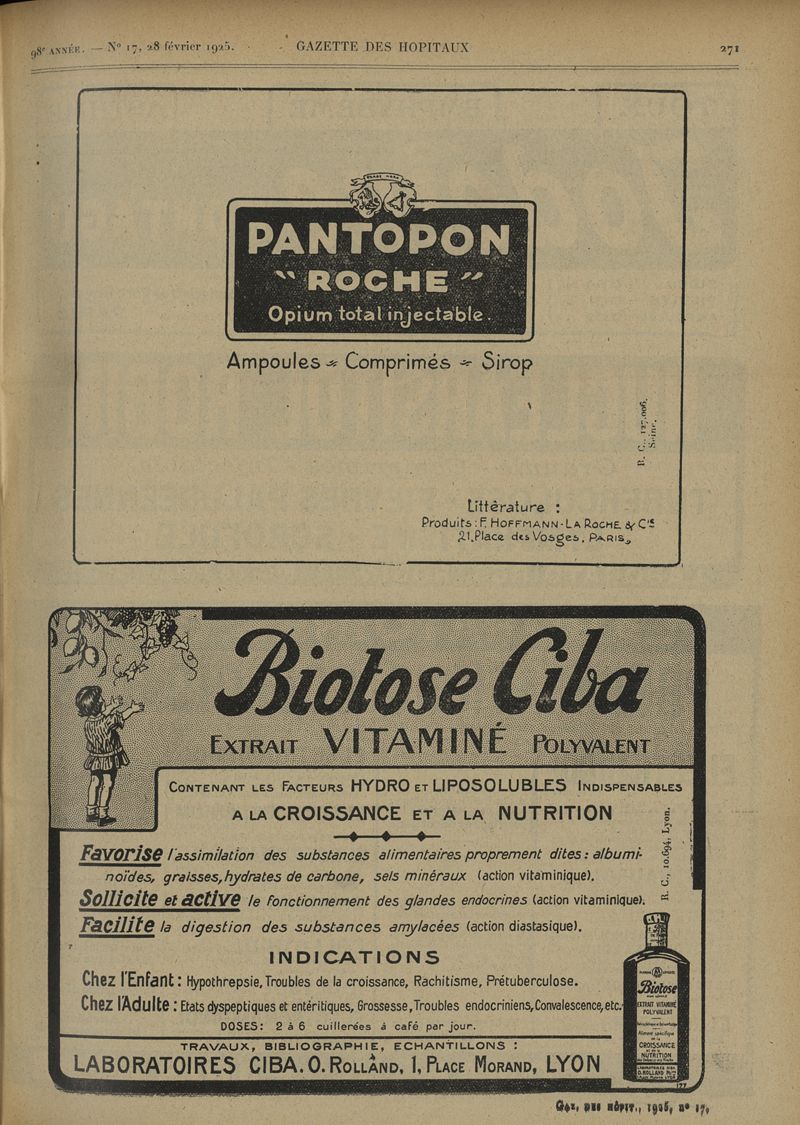 98e ANNÉE. — No 17, 28 février 1925. GAZETTE DES HOPITAUX 271
PANTOPON
"ROCHE"
Opium total injectable.
Ampoules Comprimés Sirop
R. C., 127.006.
Seine.
Littérature :
Produits : F. HOFFMANN-LA ROCHE & Cie
21, Place des Vosges, PARIS
Biotose Ciba
EXTRAIT VITAMINÉ POLYVALENT
CONTENANT LES FACTEURS HYDRO ET LIPOSOLUBLES INDISPENSABLES
A LA CROISSANCE ET A LA NUTRITION
Favorise l'assimilation des substances alimentaires proprement dites : albumi-
noïdes, graisses, hydrates de carbone, sels minéraux (action vitaminique).
Sollicite et active le fonctionnement des glandes endocrines (action vitaminique).
Facilite la digestion des substances amylacées (action diastasique).
R. C., 10.694, Lyon.
INDICATIONS
Chez l'Enfant : Hypothrepsie, Troubles de la croissance, Rachitisme, Prétuberculose.
Chez l'Adulte : Etats dyspeptiques et entéritiques, Grossesse, Troubles endocriniens, Convalescence, etc.
DOSES : 2 à 6 cuillerées à café par jour.
TRAVAUX, BIBLIOGRAPHIE, ECHANTILLONS :
LABORATOIRES CIBA. O. ROLLAND, 1, PLACE MORAND, LYON
Biotose
EXTRAIT VITAMINÉ
POLYVALENT
CROISSANCE
NUTRITION
LABORATOIRES CIBA
O. ROLLAND
177
Gaz. des hôpit., 1925, no 17.